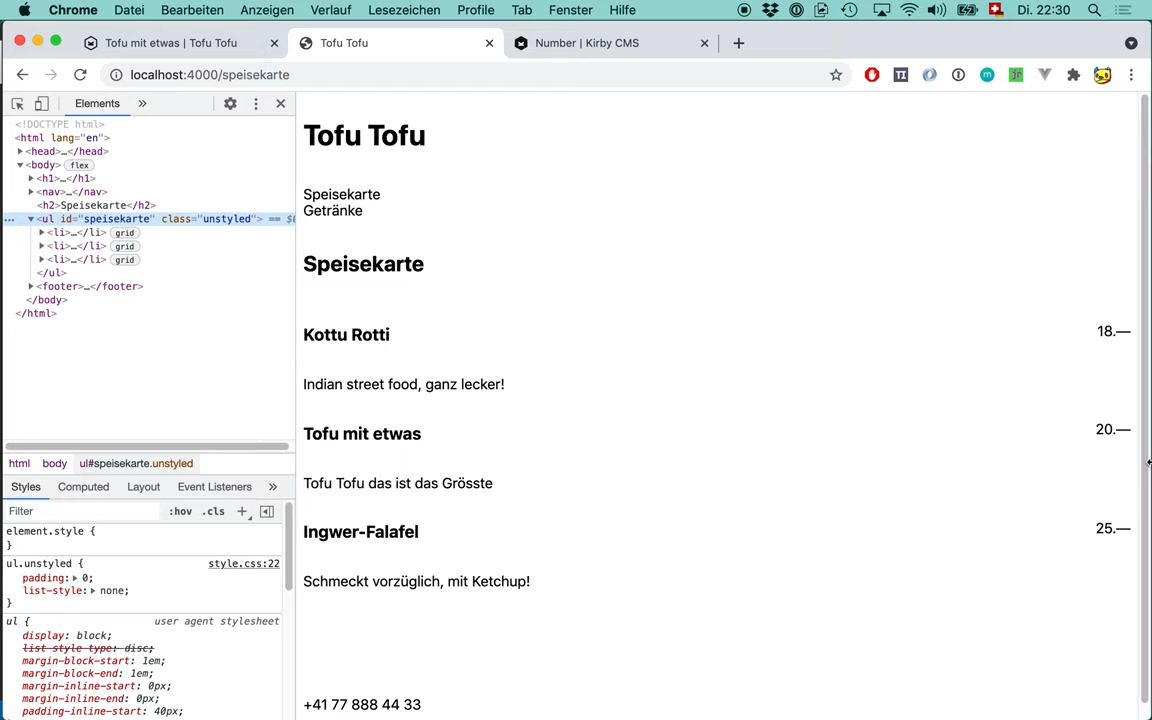 Chrome Datei Bearbeiten Anzeigen Verlauf Lesezeichen Profile Tab Fenster Hilfe Di. 22:30
Tofu mit etwas | Tofu Tofu
Tofu Tofu
Number | Kirby CMS
localhost:4000/speisekarte
Elements
<!DOCTYPE html>
<html lang="en">
<head>…</head>
<body> flex
<h1>…</h1>
<nav>…</nav>
<h2>Speisekarte</h2>
<ul id="speisekarte" class="unstyled"> == $0
<li>…</li> grid
<li>…</li> grid
<li>…</li> grid
</ul>
<footer>…</footer>
</body>
</html>
html body ul#speisekarte.unstyled
Styles Computed Layout Event Listeners
Filter :hov .cls
element.style {
}
ul.unstyled { style.css:22
padding: 0;
list-style: none;
}
ul { user agent stylesheet
display: block;
list-style-type: disc;
margin-block-start: 1em;
margin-block-end: 1em;
margin-inline-start: 0px;
margin-inline-end: 0px;
padding-inline-start: 40px;
Tofu Tofu
Speisekarte
Getränke
Speisekarte
Kottu Rotti 18.—
Indian street food, ganz lecker!
Tofu mit etwas 20.—
Tofu Tofu das ist das Grösste
Ingwer-Falafel 25.—
Schmeckt vorzüglich, mit Ketchup!
+41 77 888 44 33